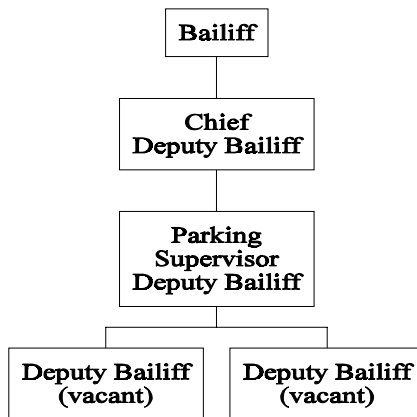 Bailiff
Chief
Deputy Bailiff
Parking
Supervisor
Deputy Bailiff
Deputy Bailiff
(vacant)
Deputy Bailiff
(vacant)